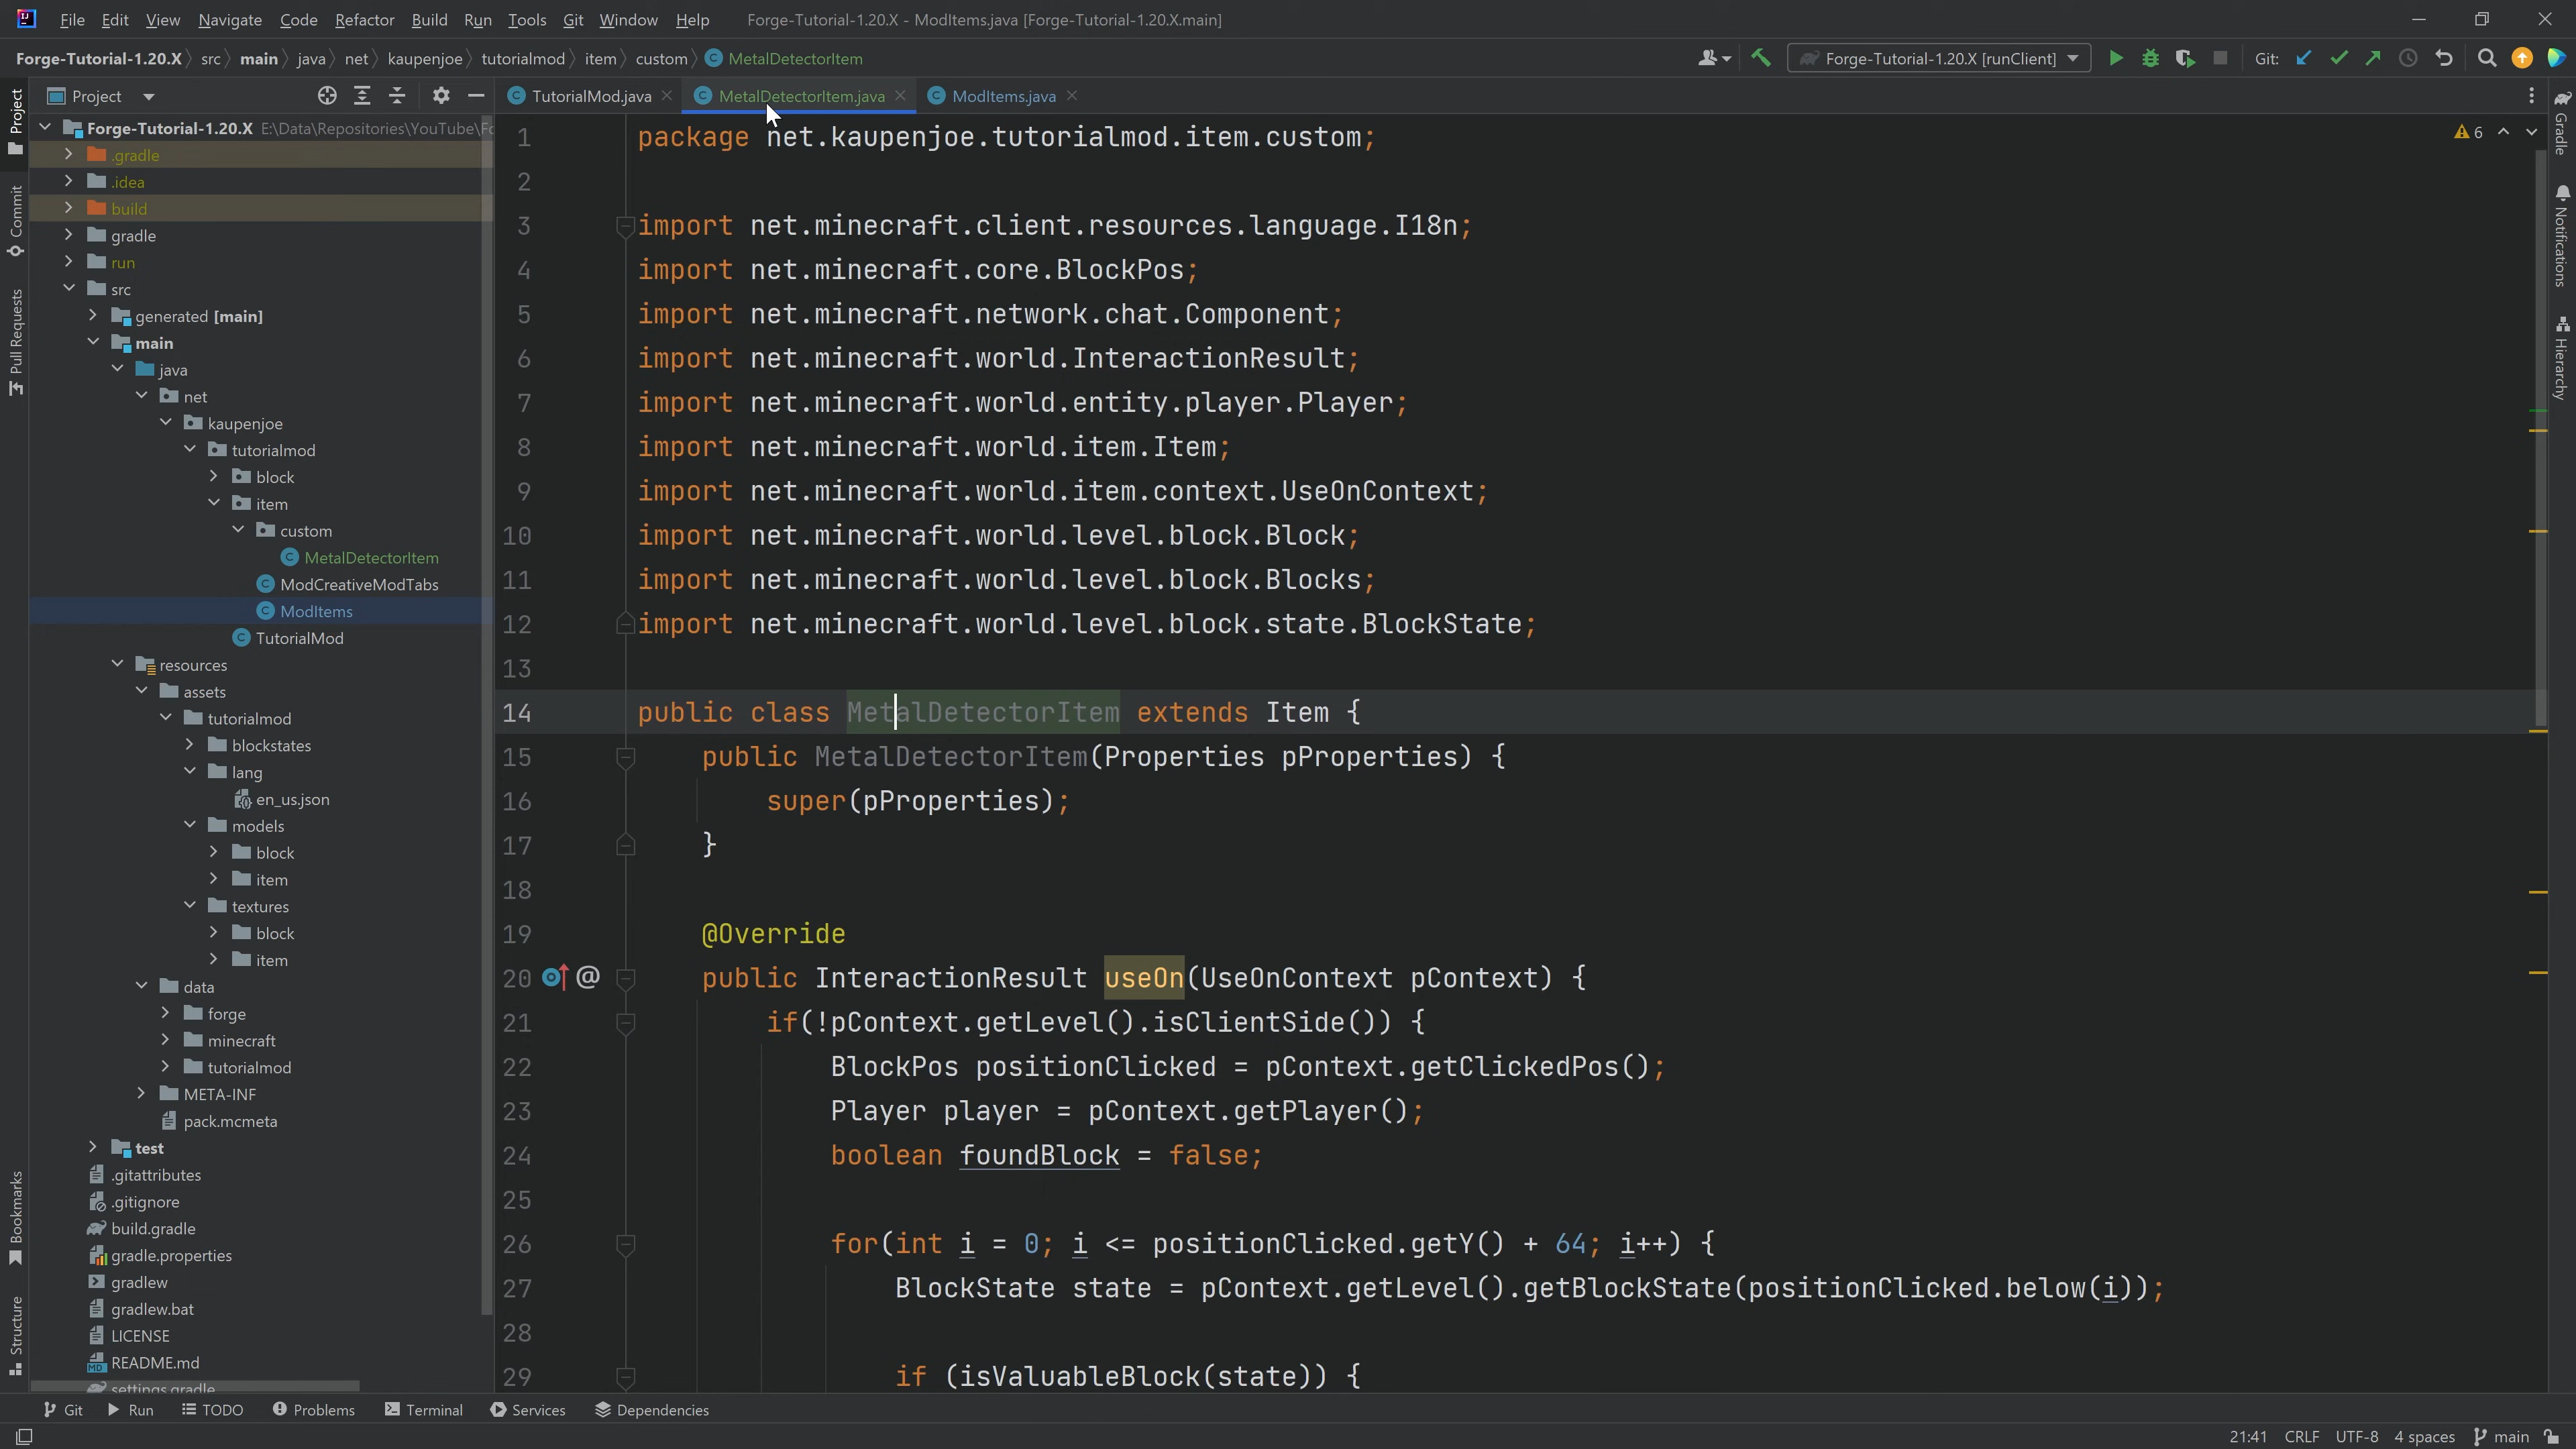 File Edit View Navigate Code Refactor Build Run Tools Git Window Help Forge-Tutorial-1.20.X - ModItems.java [Forge-Tutorial-1.20.X.main]
Forge-Tutorial-1.20.X src main java net kaupenjoe tutorialmod item custom MetalDetectorItem Forge-Tutorial-1.20.X [runClient] Git:
Project TutorialMod.java MetalDetectorItem.java ModItems.java
Project
Commit
Pull Requests
Bookmarks
Structure
Forge-Tutorial-1.20.X E:\Data\Repositories\YouTube\Fo
.gradle
.idea
build
gradle
run
src
generated [main]
main
java
net
kaupenjoe
tutorialmod
block
item
custom
MetalDetectorItem
ModCreativeModTabs
ModItems
TutorialMod
resources
assets
tutorialmod
blockstates
lang
en_us.json
models
block
item
textures
block
item
data
forge
minecraft
tutorialmod
META-INF
pack.mcmeta
test
.gitattributes
.gitignore
build.gradle
gradle.properties
gradlew
gradlew.bat
LICENSE
README.md
settings.gradle
1 package net.kaupenjoe.tutorialmod.item.custom;
2
3 import net.minecraft.client.resources.language.I18n;
4 import net.minecraft.core.BlockPos;
5 import net.minecraft.network.chat.Component;
6 import net.minecraft.world.InteractionResult;
7 import net.minecraft.world.entity.player.Player;
8 import net.minecraft.world.item.Item;
9 import net.minecraft.world.item.context.UseOnContext;
10 import net.minecraft.world.level.block.Block;
11 import net.minecraft.world.level.block.Blocks;
12 import net.minecraft.world.level.block.state.BlockState;
13
14 public class MetalDetectorItem extends Item {
15 public MetalDetectorItem(Properties pProperties) {
16 super(pProperties);
17 }
18
19 @Override
20 @ public InteractionResult useOn(UseOnContext pContext) {
21 if(!pContext.getLevel().isClientSide()) {
22 BlockPos positionClicked = pContext.getClickedPos();
23 Player player = pContext.getPlayer();
24 boolean foundBlock = false;
25
26 for(int i = 0; i <= positionClicked.getY() + 64; i++) {
27 BlockState state = pContext.getLevel().getBlockState(positionClicked.below(i));
28
29 if (isValuableBlock(state)) {
6
Gradle
Notifications
Hierarchy
Git Run TODO Problems Terminal Services Dependencies
21:41 CRLF UTF-8 4 spaces main